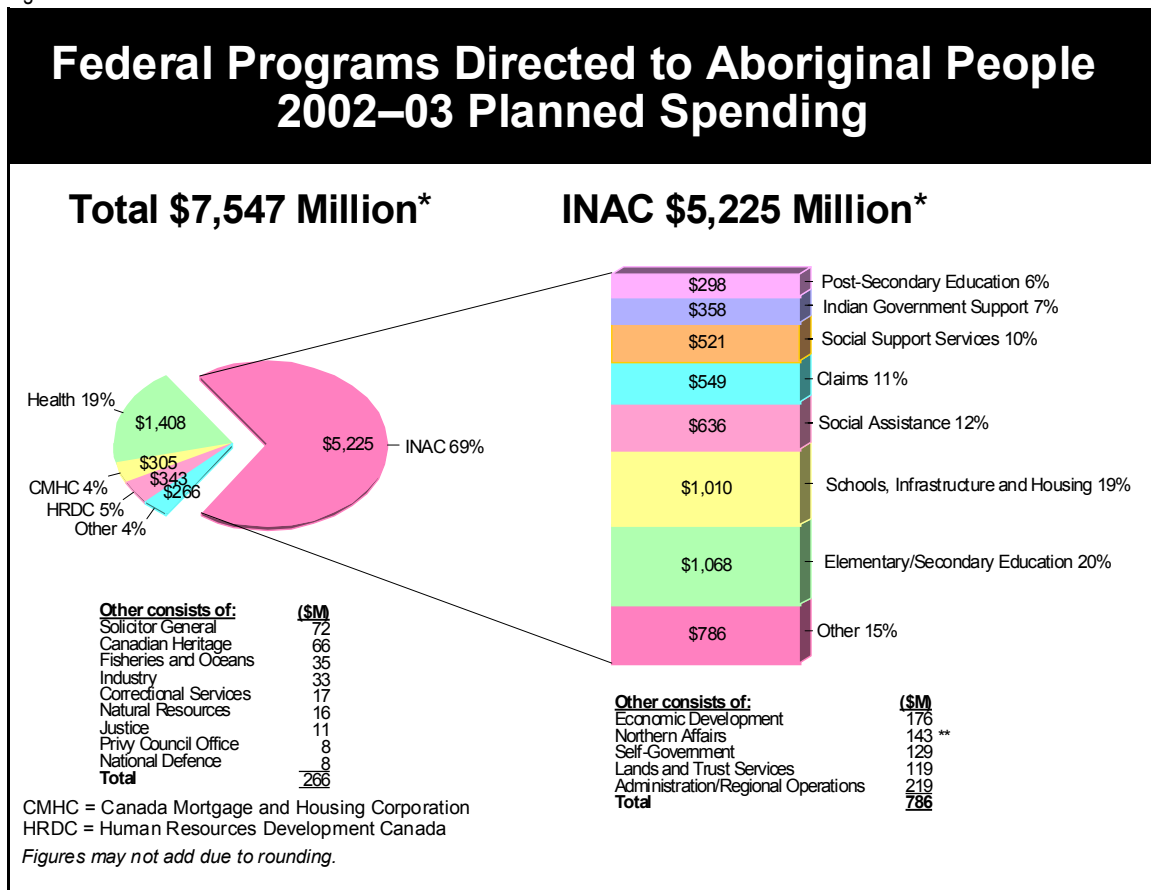 Federal Programs Directed to Aboriginal People
2002–03 Planned Spending
Total $7,547 Million*
INAC $5,225 Million*
Health 19%
$1,408
$305
$343
$266
CMHC 4%
HRDC 5%
Other 4%
$5,225
INAC 69%
$298 Post-Secondary Education 6%
$358 Indian Government Support 7%
$521 Social Support Services 10%
$549 Claims 11%
$636 Social Assistance 12%
$1,010 Schools, Infrastructure and Housing 19%
$1,068 Elementary/Secondary Education 20%
$786 Other 15%
Other consists of: ($M)
Solicitor General 72
Canadian Heritage 66
Fisheries and Oceans 35
Industry 33
Correctional Services 17
Natural Resources 16
Justice 11
Privy Council Office 8
National Defence 8
Total 266
Other consists of: ($M)
Economic Development 176
Northern Affairs 143 **
Self-Government 129
Lands and Trust Services 119
Administration/Regional Operations 219
Total 786
CMHC = Canada Mortgage and Housing Corporation
HRDC = Human Resources Development Canada
Figures may not add due to rounding.